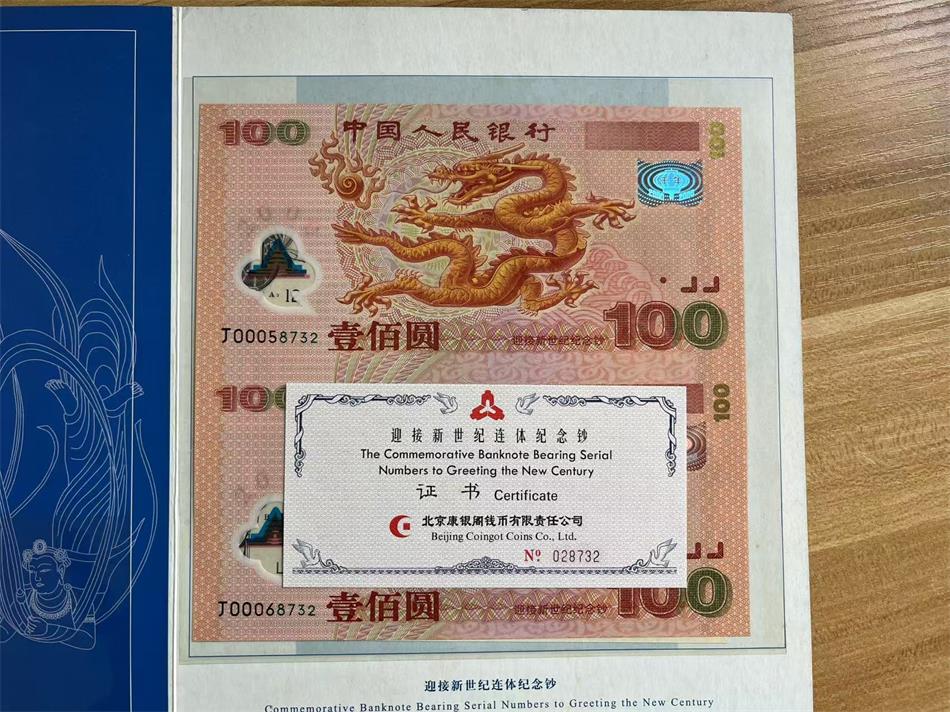 100 中国人民银行
100
J00058732 壹佰圆 迎接新世纪纪念钞 100
100
100
迎接新世纪连体纪念钞
The Commemorative Banknote Bearing Serial
Numbers to Greeting the New Century
证书 Certificate
北京康银阁钱币有限责任公司
Beijing Coingot Coins Co., Ltd.
Nº 028732
J00068732 壹佰圆 迎接新世纪纪念钞 100
迎接新世纪连体纪念钞
Commemorative Banknote Bearing Serial Numbers to Greeting the New Century